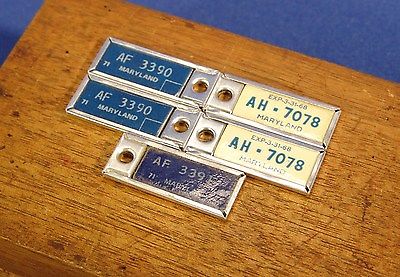 AF 3390
71 MARYLAND
EXP-3-31-68
AH·7078
MARYLAND
AF 3390
71 MARYLAND
EXP-3-31-68
AH·7078
MARYLAND
AF 339
71